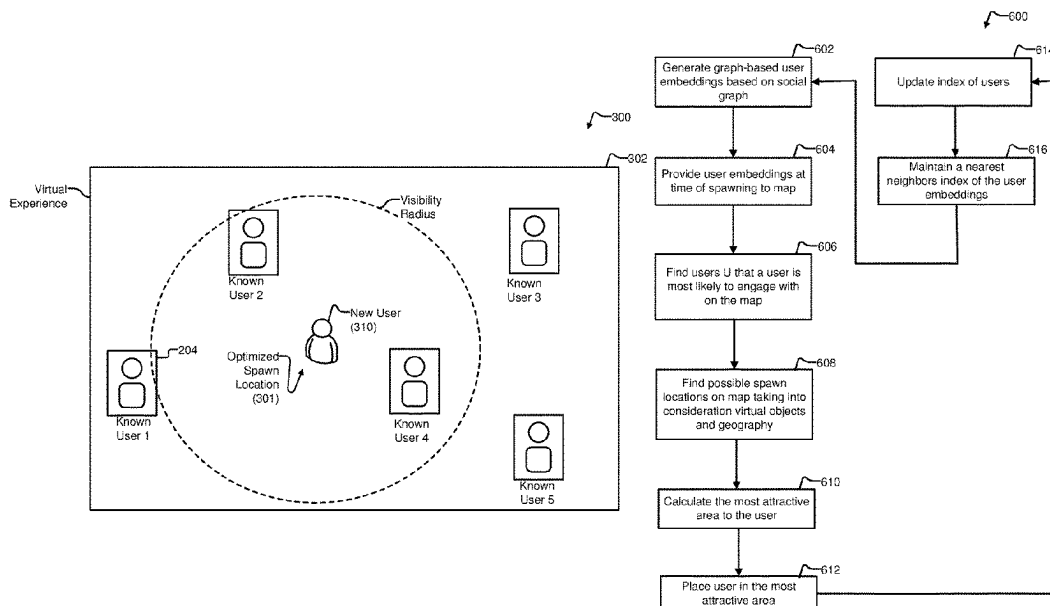 300
302
Virtual
Experience
Visibility
Radius
Known
User 2
Known
User 3
New User
(310)
204
Optimized
Spawn
Location
(301)
Known
User 1
Known
User 4
Known
User 5
600
602
Generate graph-based user
embeddings based on social
graph
604
Provide user embeddings at
time of spawning to map
606
Find users U that a user is
most likely to engage with
on the map
608
Find possible spawn
locations on map taking into
consideration virtual objects
and geography
610
Calculate the most attractive
area to the user
612
Place user in the most
attractive area
614
Update index of users
616
Maintain a nearest
neighbors index of the user
embeddings